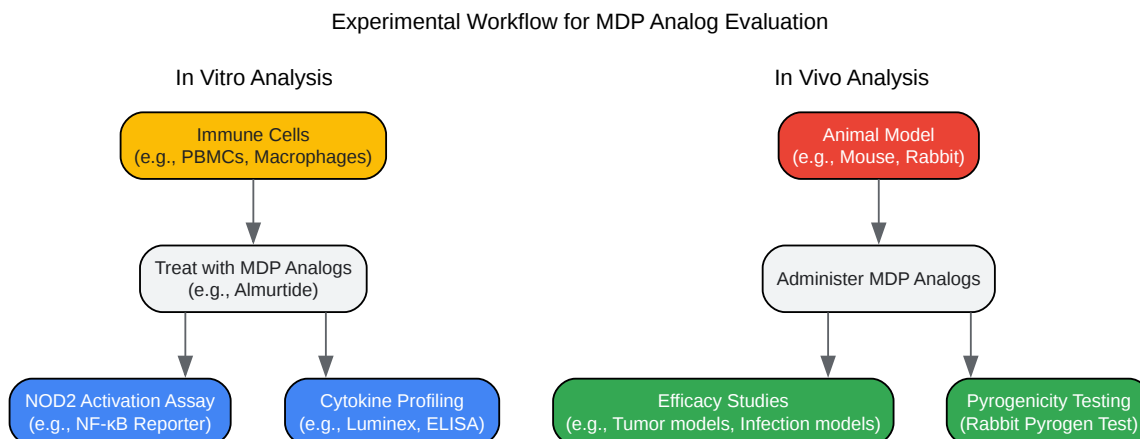 Experimental Workflow for MDP Analog Evaluation
In Vitro Analysis
Immune Cells
(e.g., PBMCs, Macrophages)
Treat with MDP Analogs
(e.g., Almurtide)
NOD2 Activation Assay
(e.g., NF-κB Reporter)
Cytokine Profiling
(e.g., Luminex, ELISA)
In Vivo Analysis
Animal Model
(e.g., Mouse, Rabbit)
Administer MDP Analogs
Efficacy Studies
(e.g., Tumor models, Infection models)
Pyrogenicity Testing
(Rabbit Pyrogen Test)